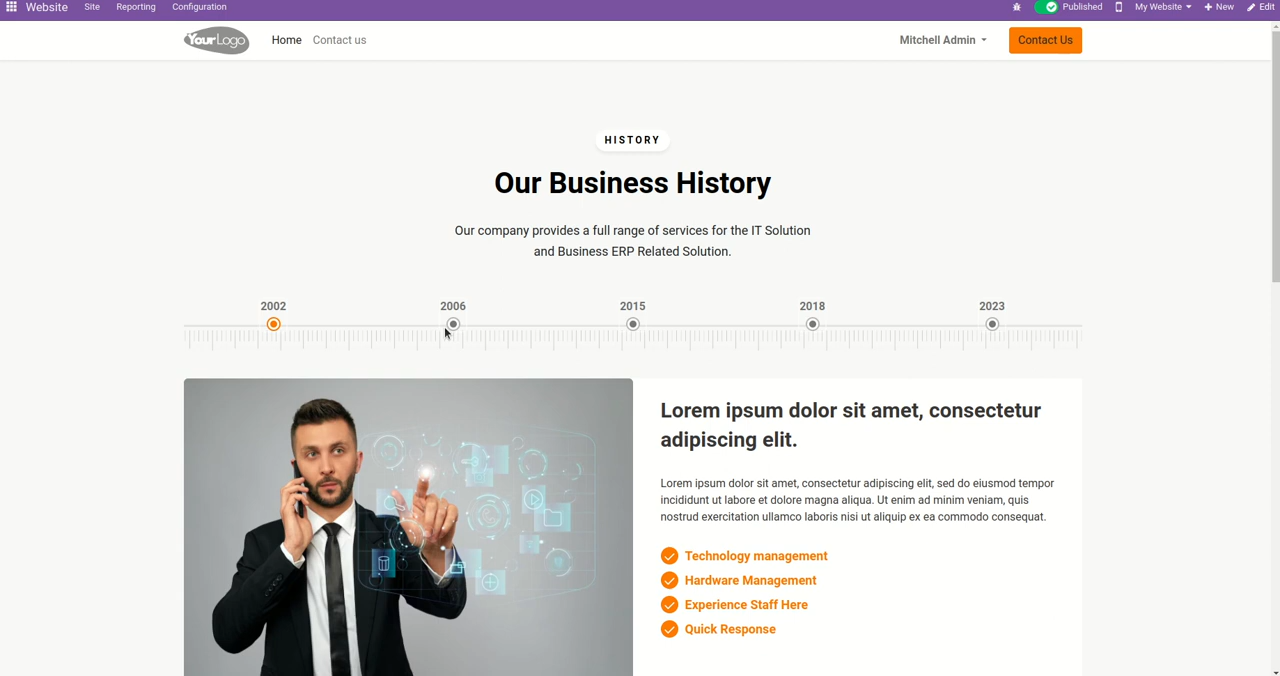 Website Site Reporting Configuration Published My Website + New Edit
YourLogo Home Contact us Mitchell Admin Contact Us
HISTORY
Our Business History
Our company provides a full range of services for the IT Solution
and Business ERP Related Solution.
2002 2006 2015 2018 2023
Lorem ipsum dolor sit amet, consectetur
adipiscing elit.
Lorem ipsum dolor sit amet, consectetur adipiscing elit, sed do eiusmod tempor
incididunt ut labore et dolore magna aliqua. Ut enim ad minim veniam, quis
nostrud exercitation ullamco laboris nisi ut aliquip ex ea commodo consequat.
Technology management
Hardware Management
Experience Staff Here
Quick Response